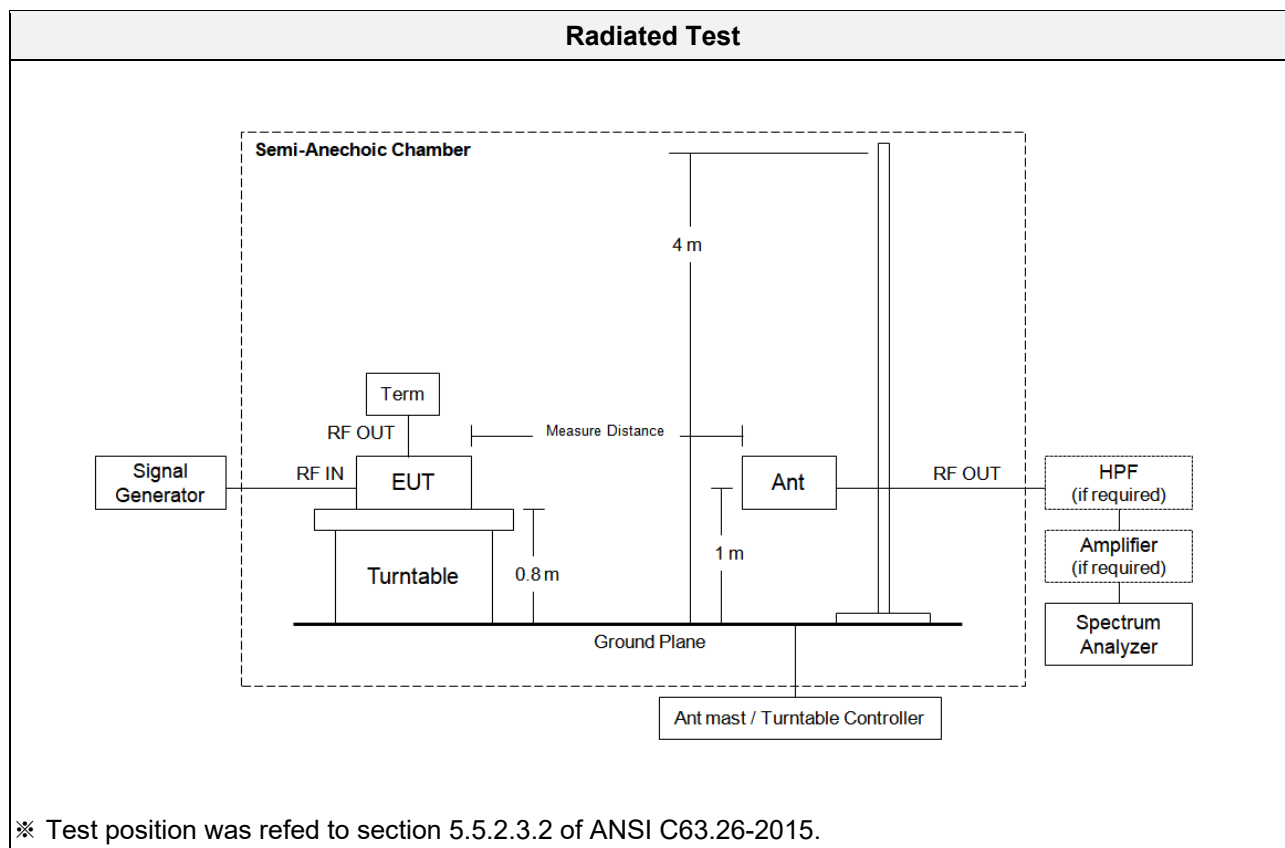 Radiated Test
Semi-Anechoic Chamber
4 m
Term
RF OUT
Measure Distance
Signal
Generator
RF IN
EUT
Ant
RF OUT
HPF
(if required)
Turntable
0.8 m
1 m
Amplifier
(if required)
Ground Plane
Spectrum
Analyzer
Ant mast / Turntable Controller
※ Test position was refed to section 5.5.2.3.2 of ANSI C63.26-2015.